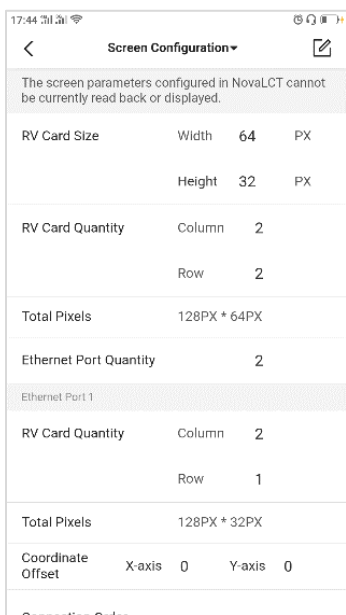 17:44
Screen Configuration
The screen parameters configured in NovaLCT cannot
be currently read back or displayed.
RV Card Size Width 64 PX
Height 32 PX
RV Card Quantity Column 2
Row 2
Total Pixels 128PX * 64PX
Ethernet Port Quantity 2
Ethernet Port 1
RV Card Quantity Column 2
Row 1
Total Pixels 128PX * 32PX
Coordinate
Offset X-axis 0 Y-axis 0
Connection Order